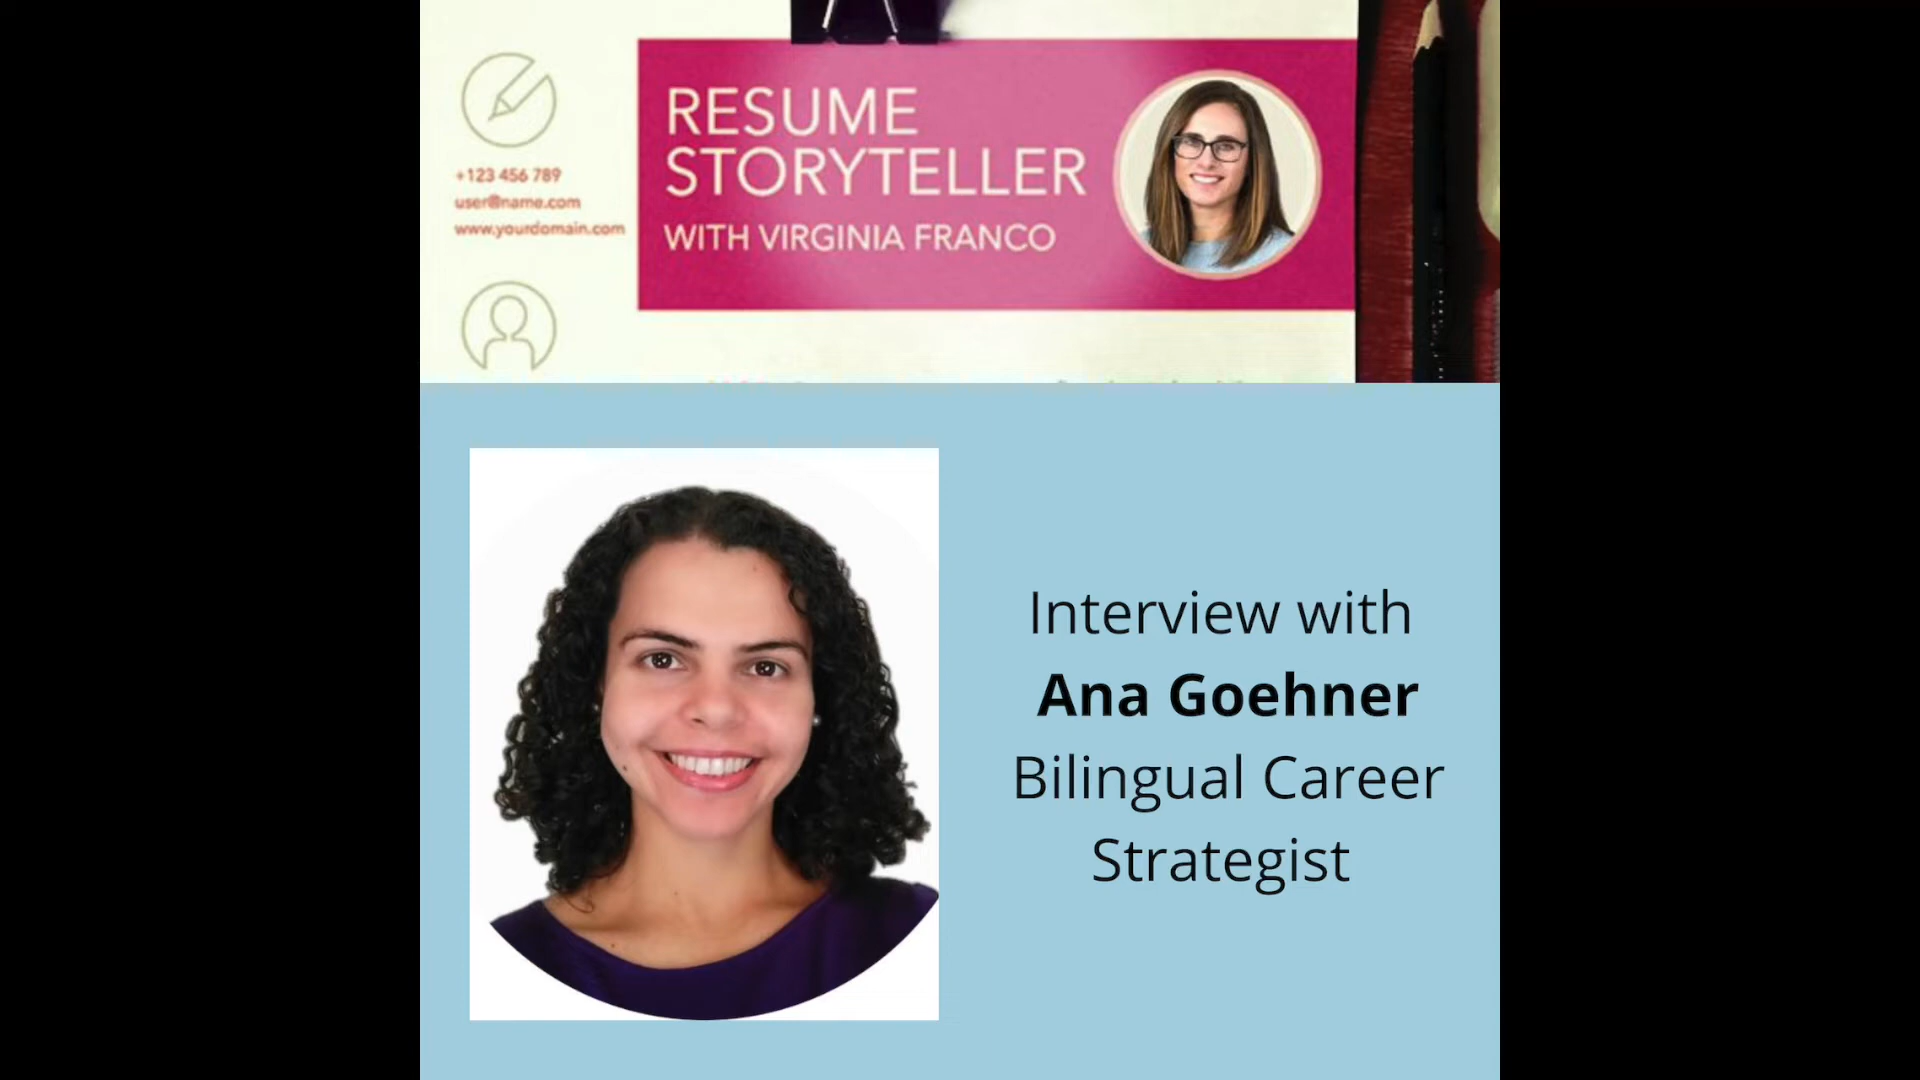 +123 456 789
user@name.com
www.yourdomain.com
RESUME
STORYTELLER
WITH VIRGINIA FRANCO
Interview with
Ana Goehner
Bilingual Career
Strategist